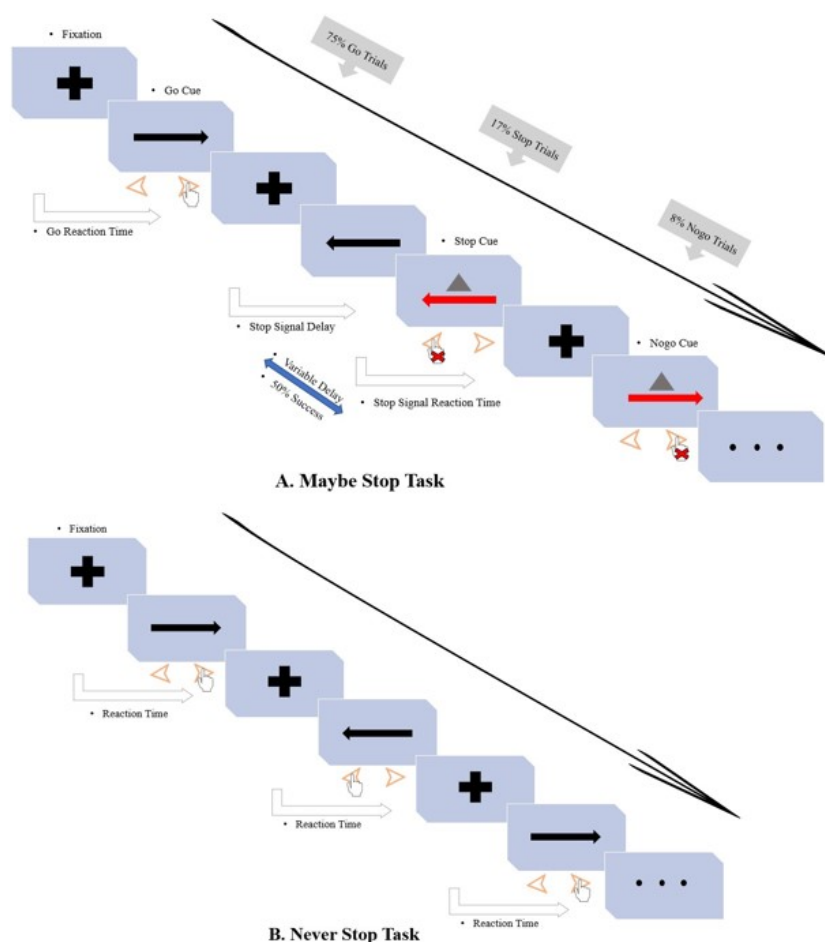 • Fixation
75% Go Trials
• Go Cue
17% Stop Trials
• Go Reaction Time
• Stop Cue
8% Nogo Trials
• Stop Signal Delay
• Nogo Cue
• Variable Delay
• 50% Success
• Stop Signal Reaction Time
A. Maybe Stop Task
• Fixation
• Reaction Time
• Reaction Time
• Reaction Time
B. Never Stop Task